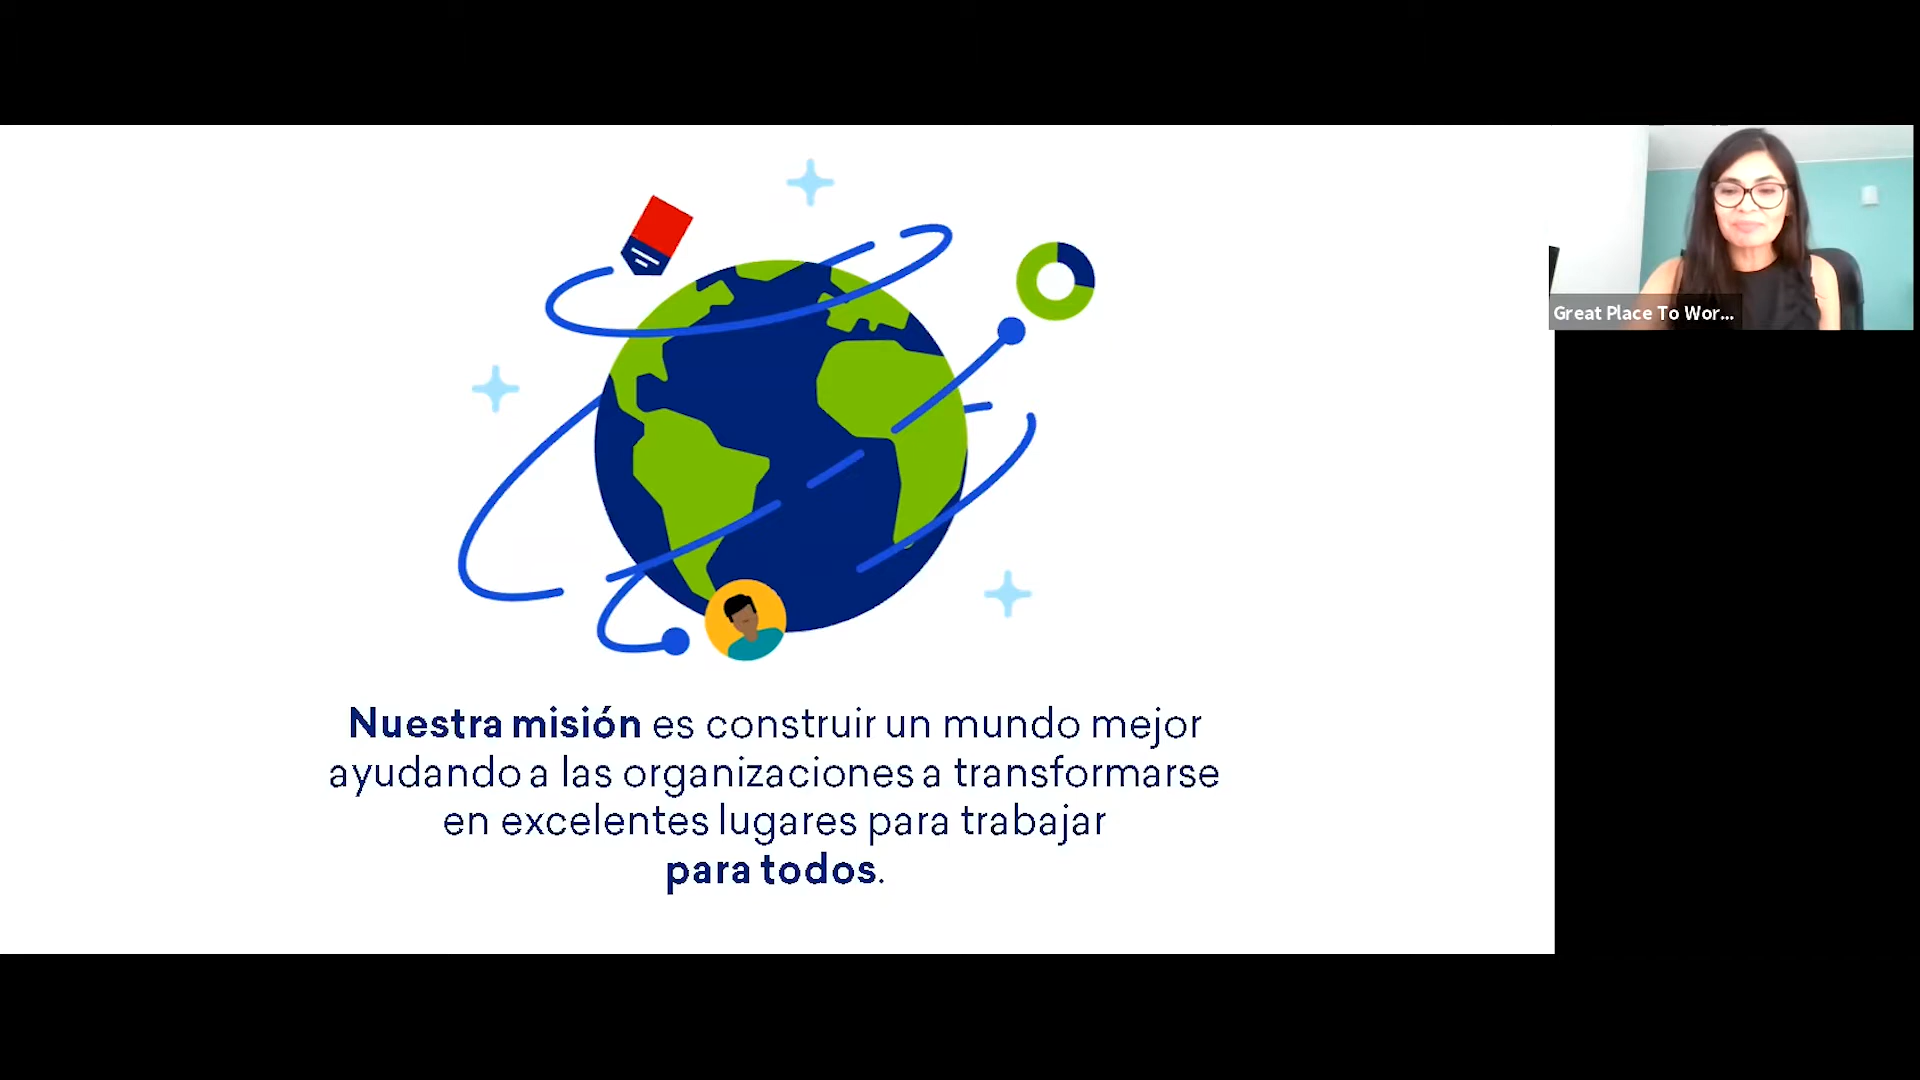 Great Place To Wor...
Nuestra misión es construir un mundo mejor
ayudando a las organizaciones a transformarse
en excelentes lugares para trabajar
para todos.